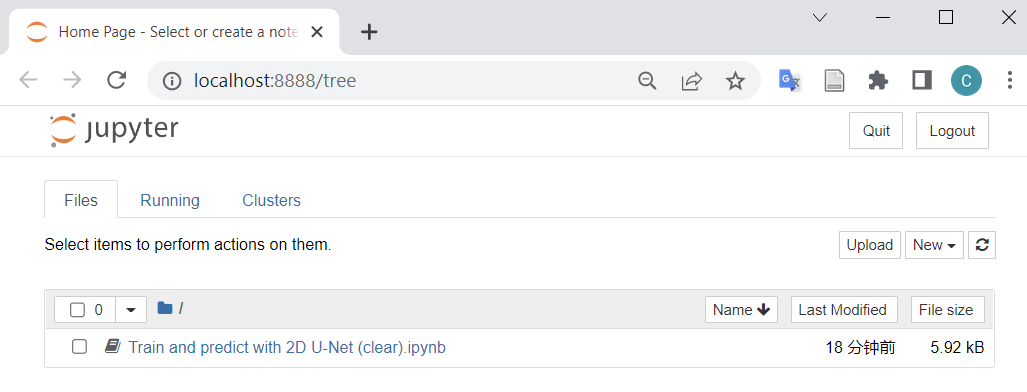 Home Page - Select or create a note
localhost:8888/tree
C
jupyter
Quit
Logout
Files
Running
Clusters
Select items to perform actions on them.
Upload
New
0
/
Name
Last Modified
File size
Train and predict with 2D U-Net (clear).ipynb
18 分钟前
5.92 kB